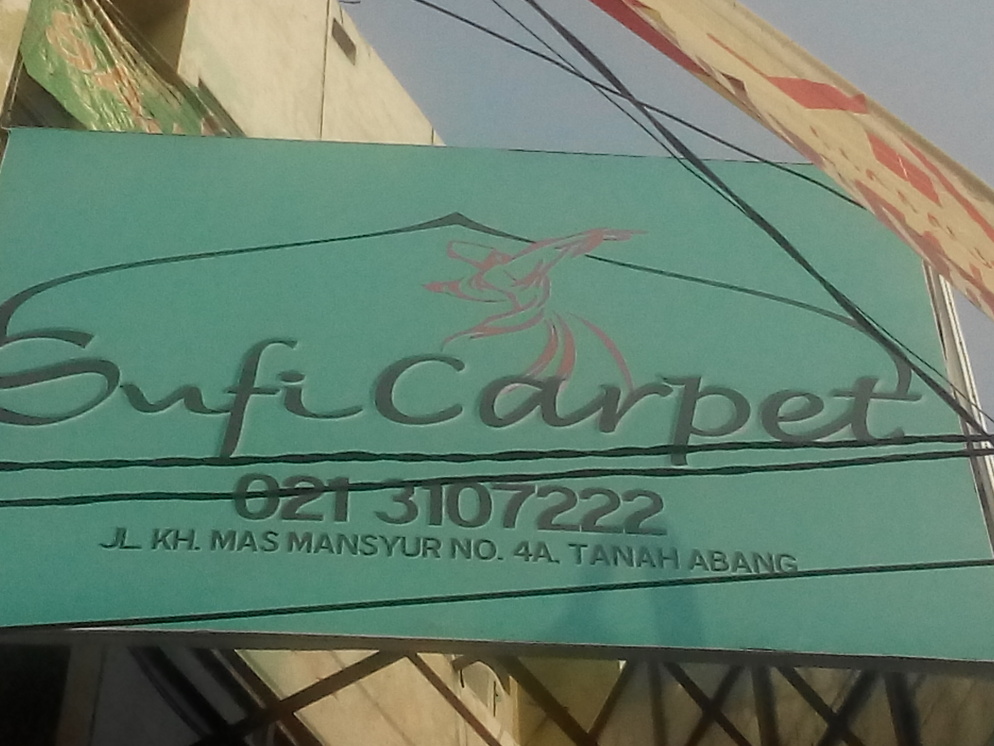 Sufi Carpet
021 3107222
JL KH. MAS MANSYUR NO. 4A. TANAH ABANG